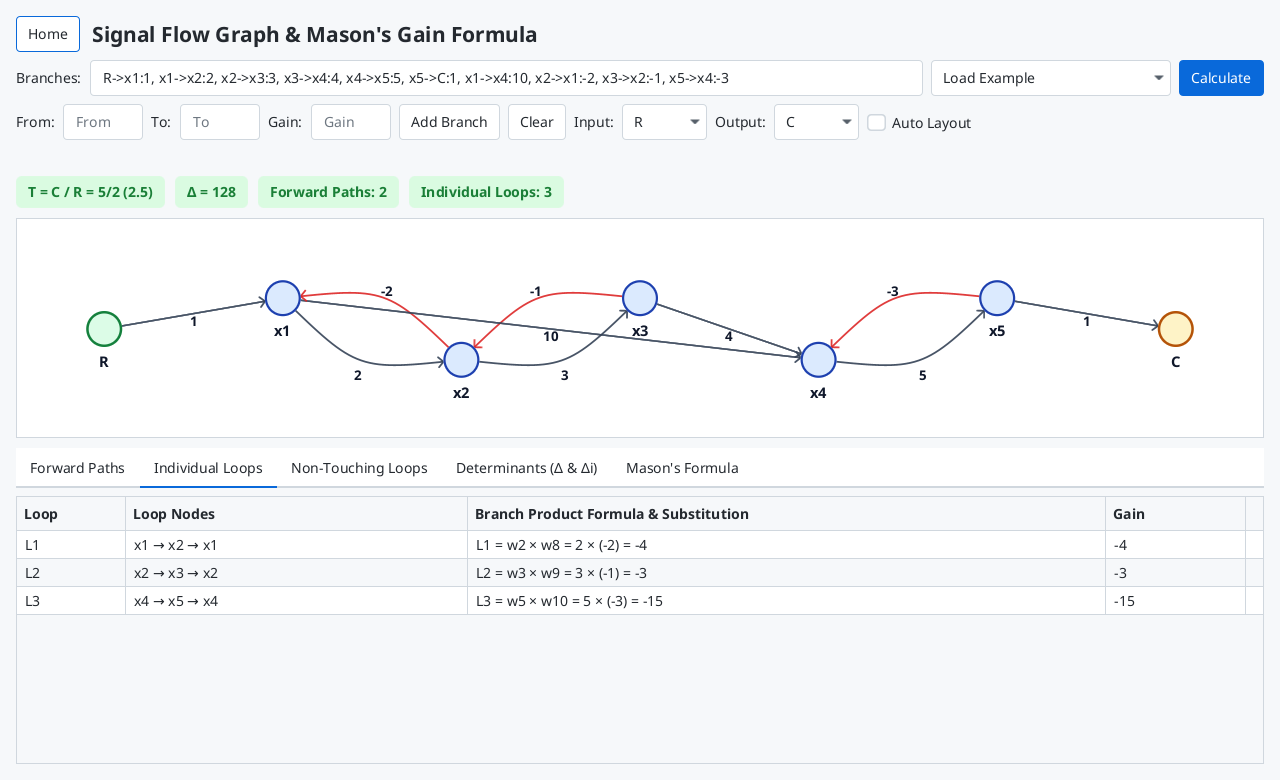 Home Signal Flow Graph & Mason's Gain Formula
Branches: R->x1:1, x1->x2:2, x2->x3:3, x3->x4:4, x4->x5:5, x5->C:1, x1->x4:10, x2->x1:-2, x3->x2:-1, x5->x4:-3 Load Example Calculate
From: From To: To Gain: Gain Add Branch Clear Input: R Output: C Auto Layout
T = C / R = 5/2 (2.5) Δ = 128 Forward Paths: 2 Individual Loops: 3
-2 -1 -3
1 x1 10 x3 4 x5 1
R C
2 3 5
x2 x4
Forward Paths Individual Loops Non-Touching Loops Determinants (Δ & Δi) Mason's Formula
Loop Loop Nodes Branch Product Formula & Substitution Gain
L1 x1 → x2 → x1 L1 = w2 × w8 = 2 × (-2) = -4 -4
L2 x2 → x3 → x2 L2 = w3 × w9 = 3 × (-1) = -3 -3
L3 x4 → x5 → x4 L3 = w5 × w10 = 5 × (-3) = -15 -15